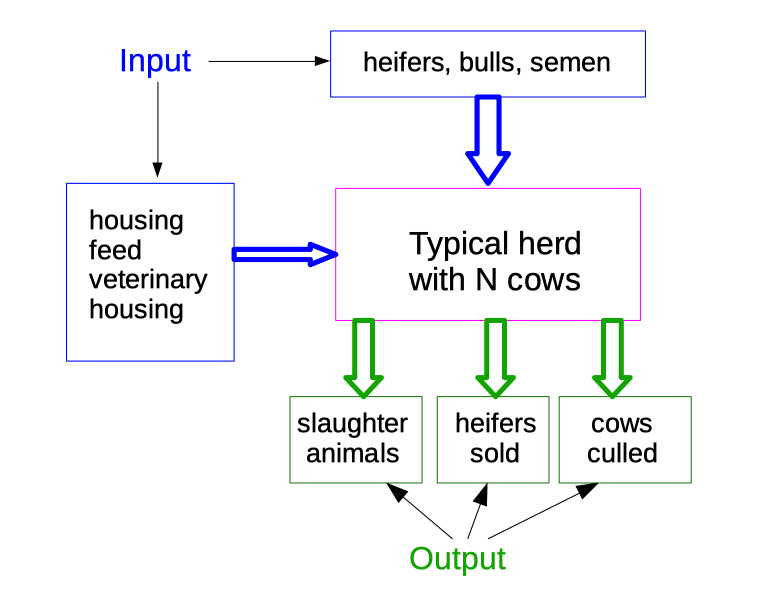 Input
heifers, bulls, semen
housing
feed
veterinary
housing
Typical herd
with N cows
slaughter
animals
heifers
sold
cows
culled
Output